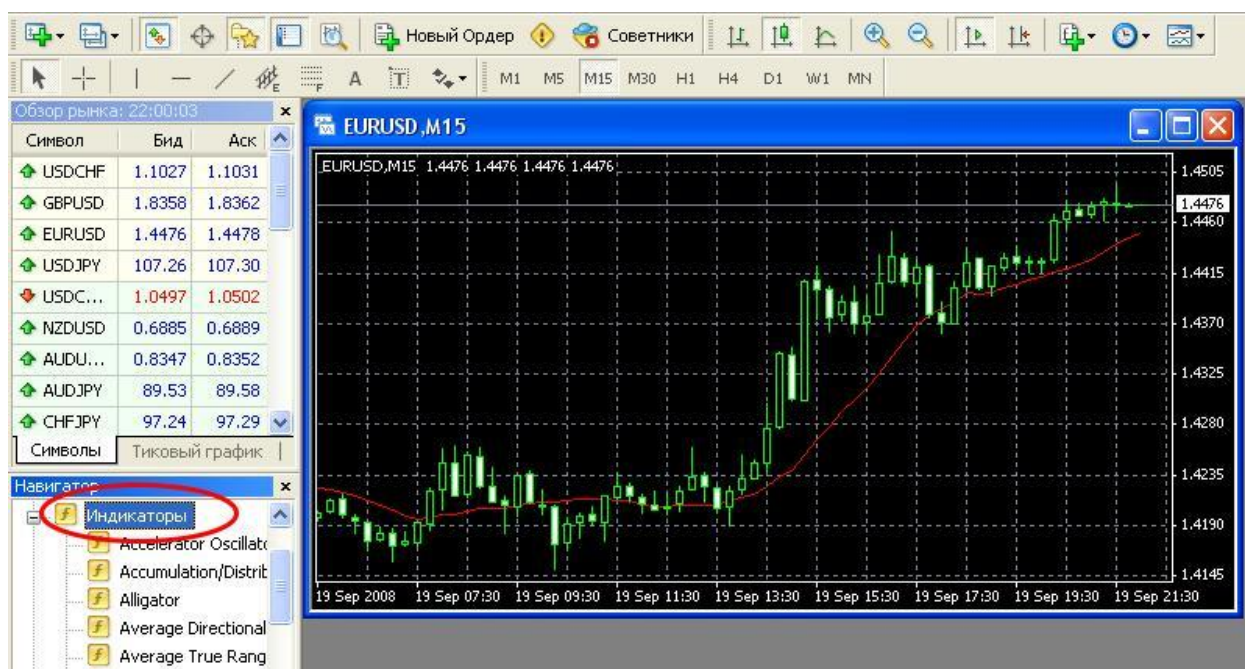 Новый Ордер Советники
E F A T M1 M5 M15 M30 H1 H4 D1 W1 MN
Обзор рынка: 22:00:03
Символ Бид Аск
USDCHF 1.1027 1.1031
GBPUSD 1.8358 1.8362
EURUSD 1.4476 1.4478
USDJPY 107.26 107.30
USDC... 1.0497 1.0502
NZDUSD 0.6885 0.6889
AUDU... 0.8347 0.8352
AUDJPY 89.53 89.58
CHFJPY 97.24 97.29
Символы Тиковый график
Навигатор
Индикаторы
Accelerator Oscillato
Accumulation/Distrib
Alligator
Average Directional
Average True Rang
EURUSD,M15
EURUSD,M15 1.4476 1.4476 1.4476 1.4476
1.4505
1.4476
1.4460
1.4415
1.4370
1.4325
1.4280
1.4235
1.4190
1.4145
19 Sep 2008 19 Sep 07:30 19 Sep 09:30 19 Sep 11:30 19 Sep 13:30 19 Sep 15:30 19 Sep 17:30 19 Sep 19:30 19 Sep 21:30